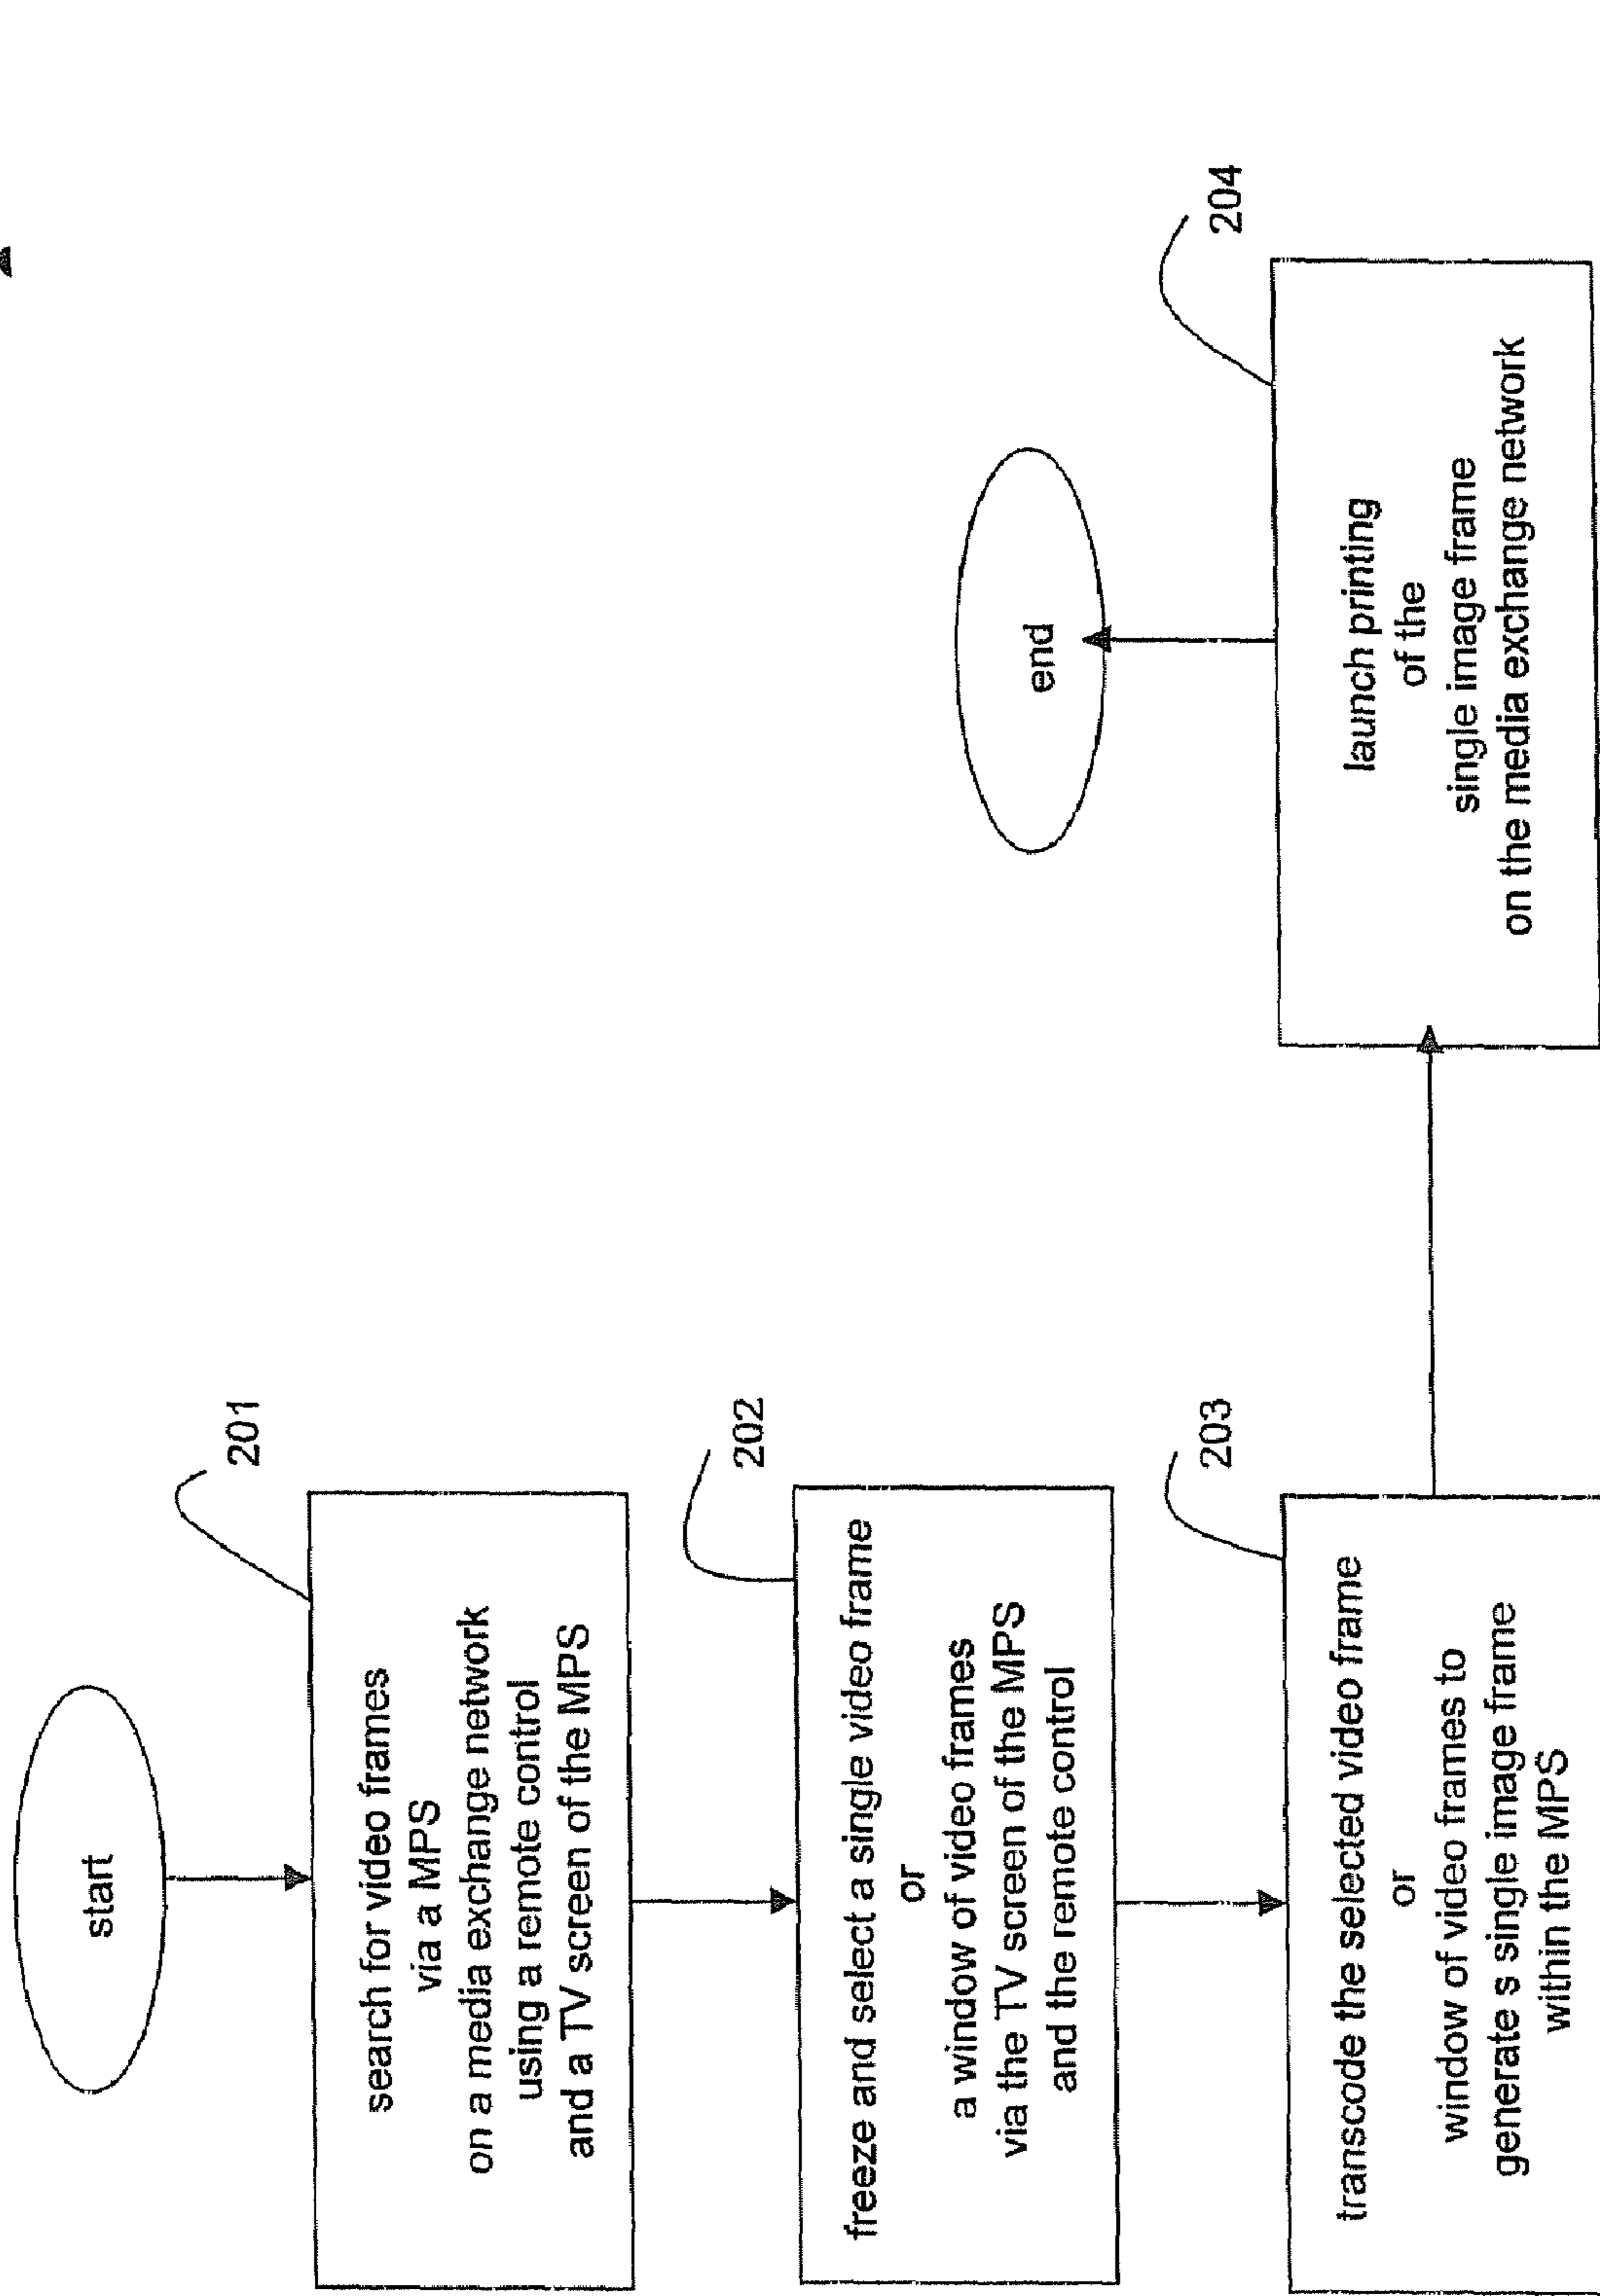 start
201
search for video frames
via a MPS
on a media exchange network
using a remote control
and a TV screen of the MPS
202
freeze and select a single video frame
or
a window of video frames
via the TV screen of the MPS
and the remote control
203
transcode the selected video frame
or
window of video frames to
generate s single image frame
within the MPS
204
launch printing
of the
single image frame
on the media exchange network
end